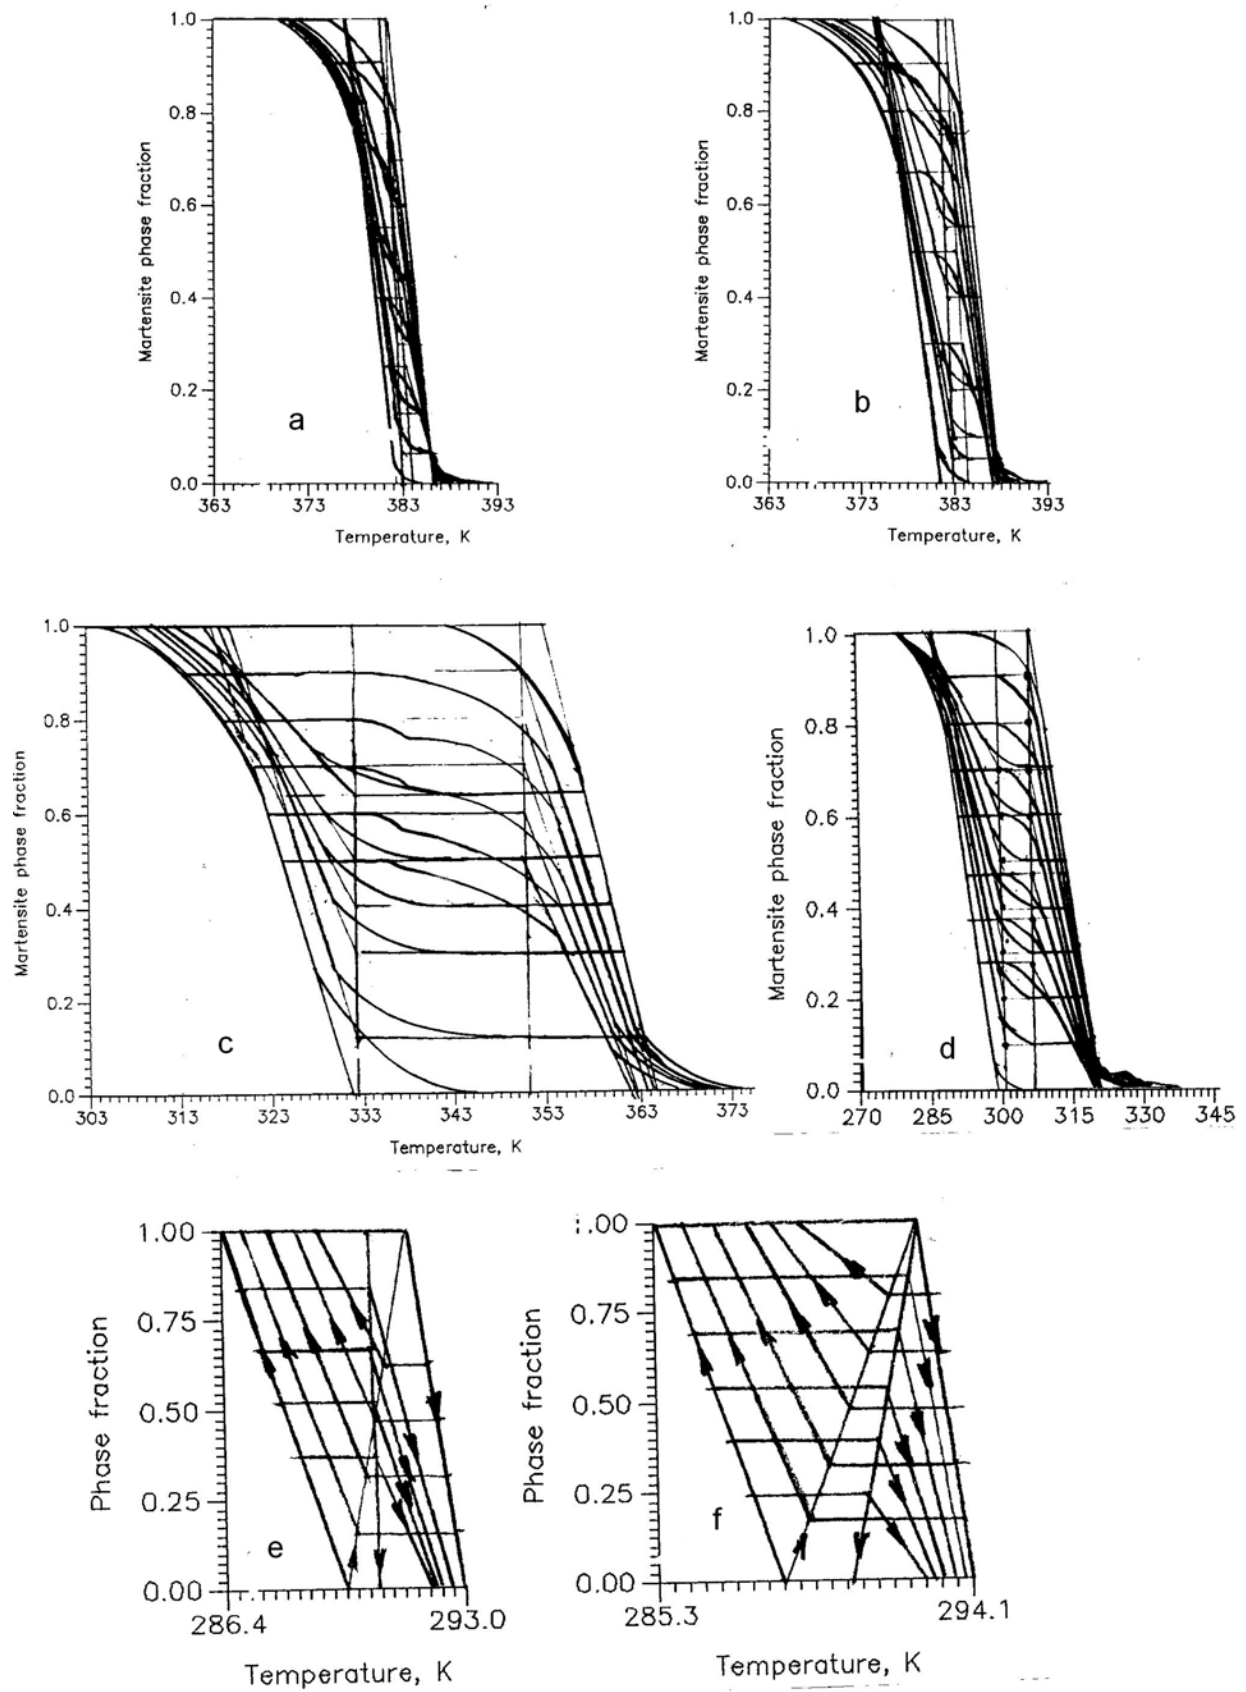 1.0
0.8
0.6
0.4
0.2
0.0
Martensite phase fraction
a
363 373 383 393
Temperature, K
1.0
0.8
0.6
0.4
0.2
0.0
Martensite phase fraction
b
363 373 383 393
Temperature, K
1.0
0.8
0.6
0.4
0.2
0.0
Martensite phase fraction
c
303 315 323 333 343 353 363 373
Temperature, K
1.0
0.8
0.6
0.4
0.2
0.0
Martensite phase fraction
d
270 285 300 315 330 345
1.00
0.75
0.50
0.25
0.00
Phase fraction
e
286.4 293.0
Temperature, K
1.00
0.75
0.50
0.25
0.00
Phase fraction
f
285.3 294.1
Temperature, K